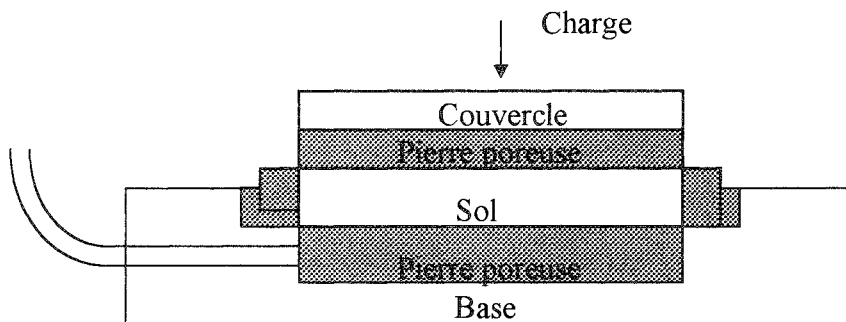 Charge
Couvercle
Pierre poreuse
Sol
Pierre poreuse
Base